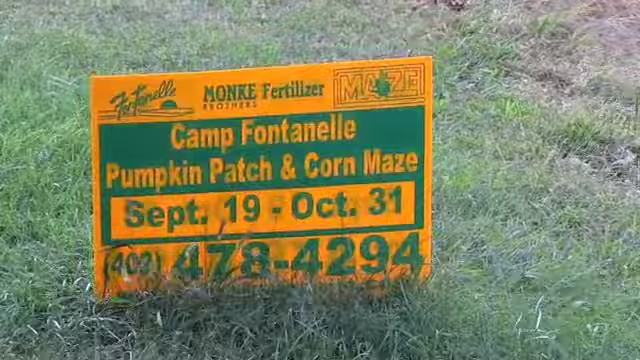 Fontanelle MONKE Fertilizer MAZE
BROTHERS
Camp Fontanelle
Pumpkin Patch & Corn Maze
Sept. 19 - Oct. 31
(402) 478-4294